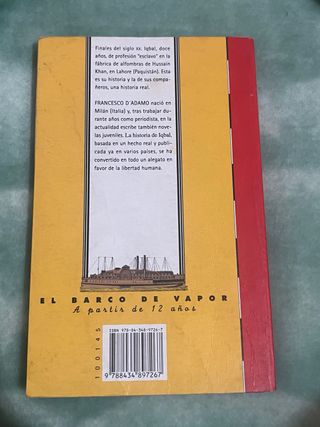 Finales del siglo XX. Iqbal, doce
años, de profesión "esclavo" en la
fábrica de alfombras de Hussain
Khan, en Lahore (Paquistán). Esta
es su historia y la de sus compa-
ñeros, una historia real.
FRANCESCO D'ADAMO nació en
Milán (Italia) y, tras trabajar du-
rante años como periodista, en la
actualidad escribe también nove-
las juveniles. La historia de Iqbal,
basada en un hecho real y publi-
cada ya en varios países, se ha
convertido en todo un alegato en
favor de la libertad humana.
EL BARCO DE VAPOR
A partir de 12 años
ISBN 978-84-348-9726-7
9 788434 897267
100145